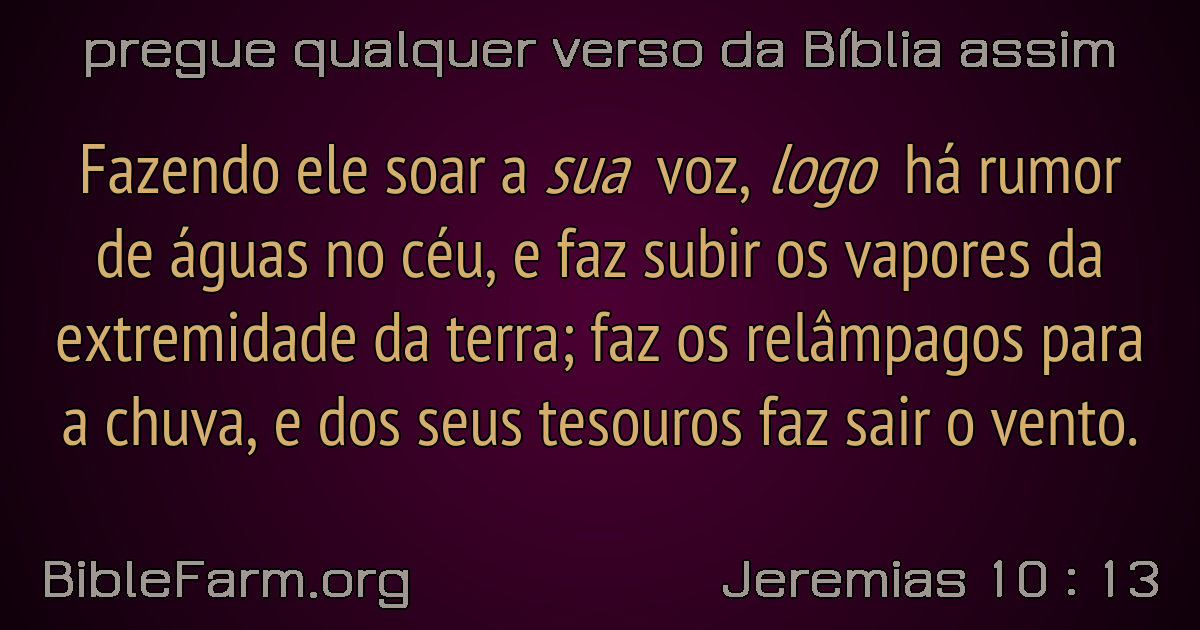 pregue qualquer verso da Bíblia assim
Fazendo ele soar a sua voz, logo há rumor
de águas no céu, e faz subir os vapores da
extremidade da terra; faz os relâmpagos para
a chuva, e dos seus tesouros faz sair o vento.
BibleFarm.org
Jeremias 10 : 13